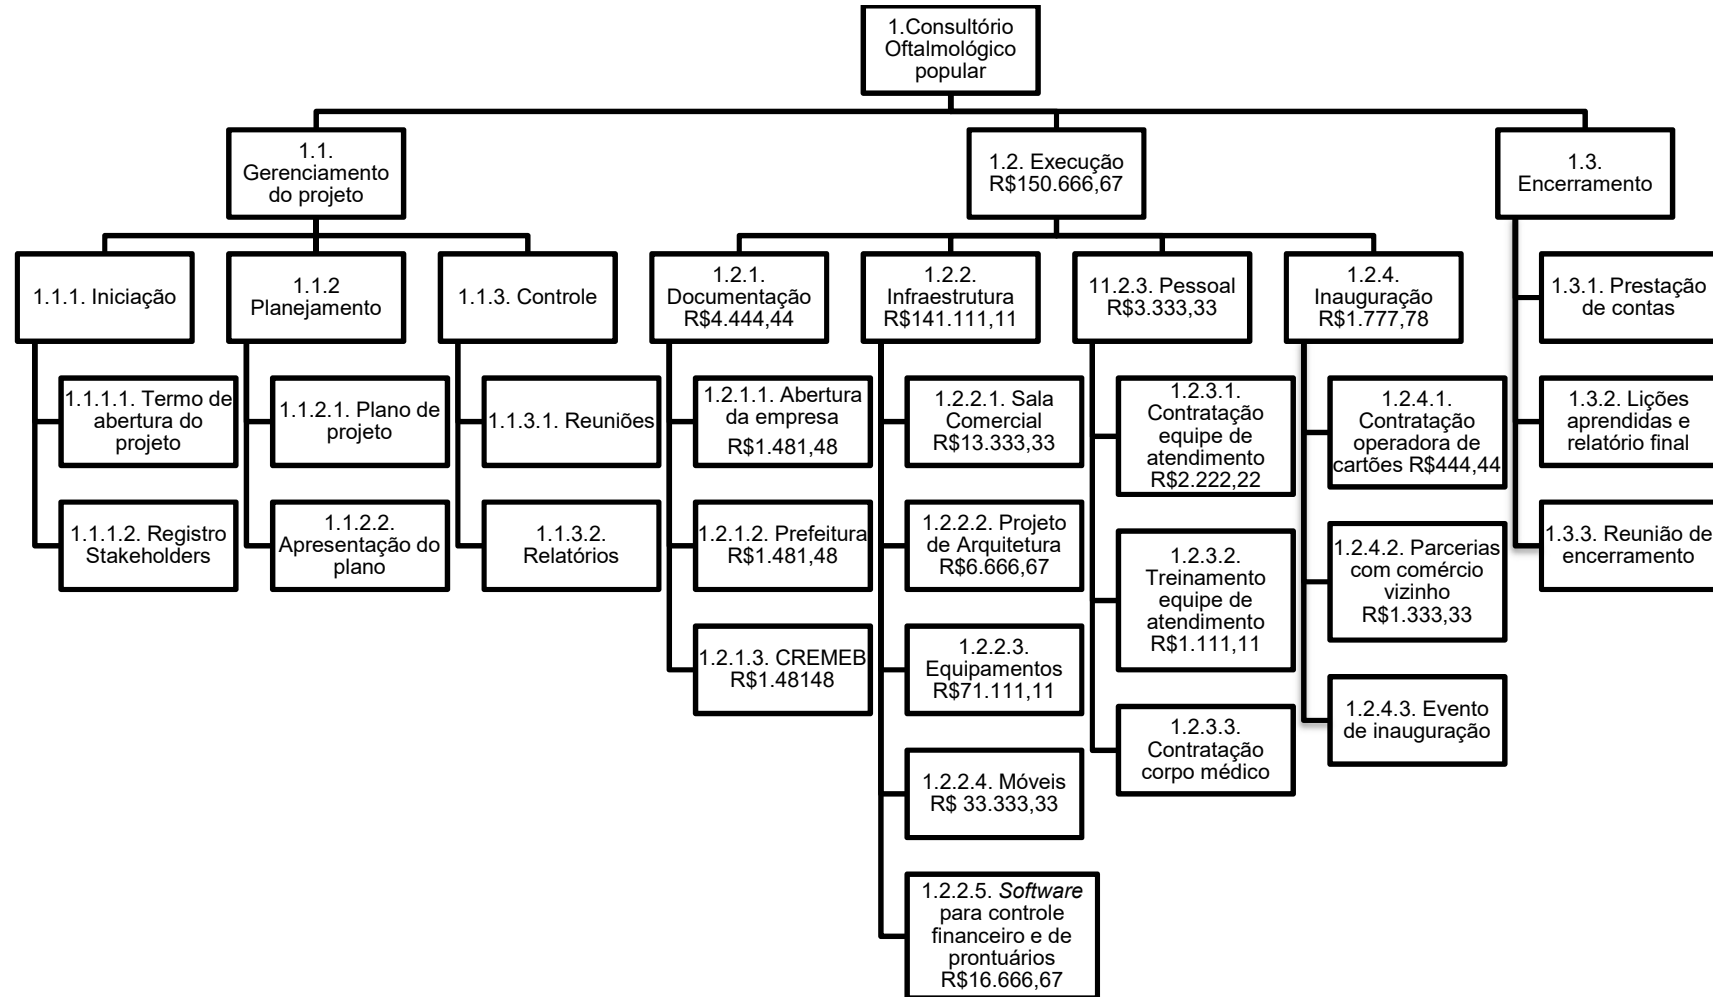 1.Consultório
Oftalmológico
popular
1.1.
Gerenciamento
do projeto
1.2. Execução
R$150.666,67
1.3.
Encerramento
1.1.1. Iniciação
1.1.2
Planejamento
1.1.3. Controle
1.2.1.
Documentação
R$4.444,44
1.2.2.
Infraestrutura
R$141.111,11
11.2.3. Pessoal
R$3.333,33
1.2.4.
Inauguração
R$1.777,78
1.1.1.1. Termo de
abertura do
projeto
1.1.1.2. Registro
Stakeholders
1.1.2.1. Plano de
projeto
1.1.2.2.
Apresentação do
plano
1.1.3.1. Reuniões
1.1.3.2.
Relatórios
1.2.1.1. Abertura
da empresa
R$1.481,48
1.2.1.2. Prefeitura
R$1.481,48
1.2.1.3. CREMEB
R$1.48148
1.2.2.1. Sala
Comercial
R$13.333,33
1.2.2.2. Projeto
de Arquitetura
R$6.666,67
1.2.2.3.
Equipamentos
R$71.111,11
1.2.2.4. Móveis
R$ 33.333,33
1.2.2.5. Software
para controle
financeiro e de
prontuários
R$16.666,67
1.2.3.1.
Contratação
equipe de
atendimento
R$2.222,22
1.2.3.2.
Treinamento
equipe de
atendimento
R$1.111,11
1.2.3.3.
Contratação
corpo médico
1.2.4.1.
Contratação
operadora de
cartões R$444,44
1.2.4.2. Parcerias
com comércio
vizinho
R$1.333,33
1.2.4.3. Evento
de inauguração
1.3.1. Prestação
de contas
1.3.2. Lições
aprendidas e
relatório final
1.3.3. Reunião de
encerramento